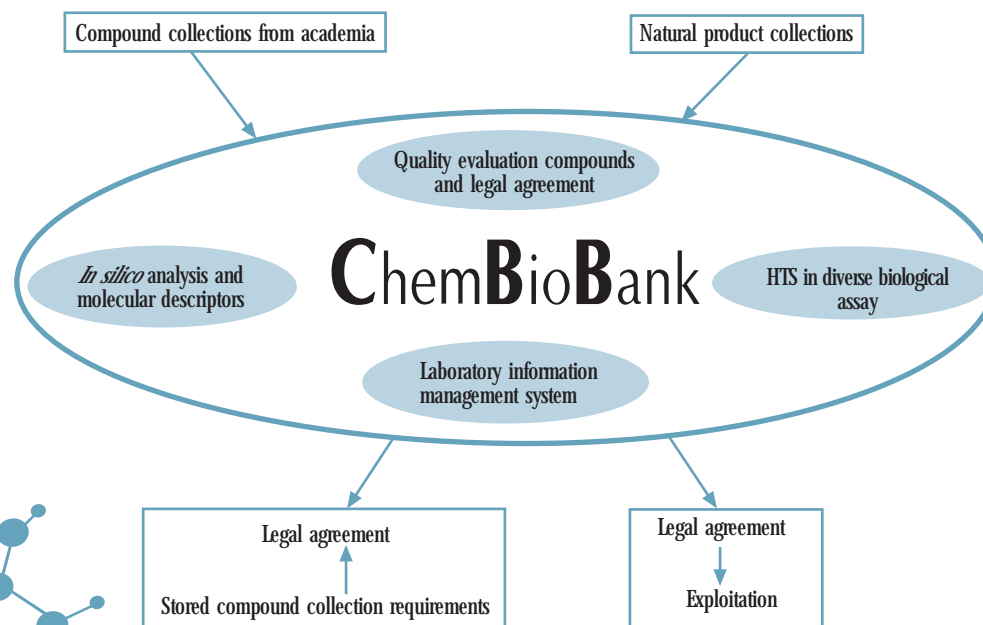 Compound collections from academia
Natural product collections
Quality evaluation compounds
and legal agreement
In silico analysis and
molecular descriptors
ChemBioBank
HTS in diverse biological
assay
Laboratory information
management system
Legal agreement
Stored compound collection requirements
Legal agreement
Exploitation